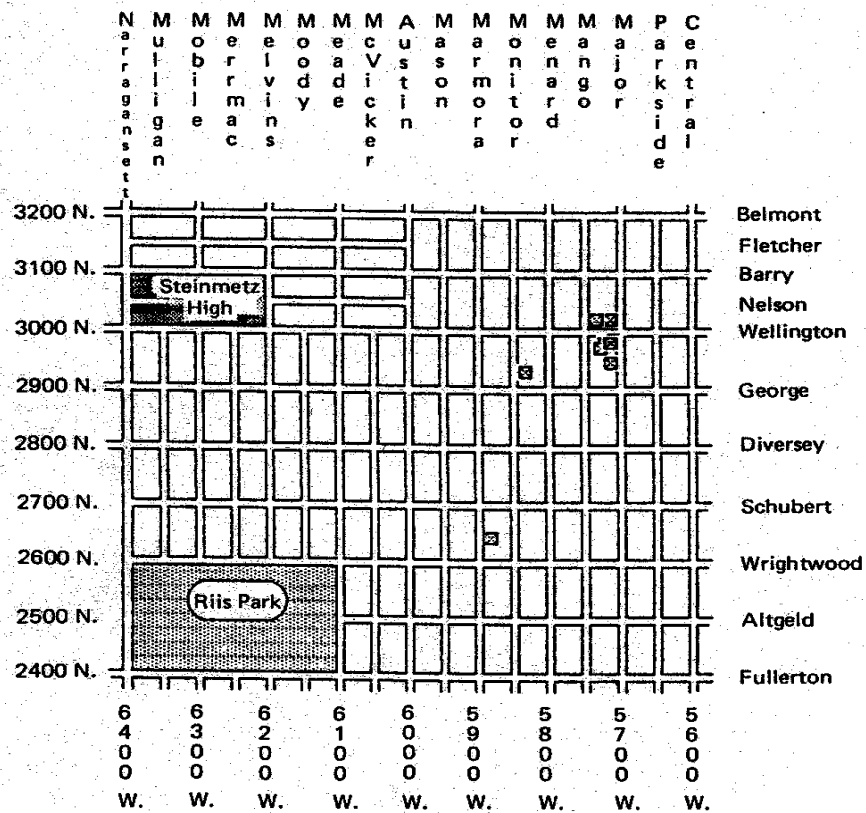 Narragansett
Mulligan
Mobile
Merrmac
Melvins
Moody
Meade
McVicker
Austin
Mason
Marmora
Monitor
Menard
Mango
Major
Parkside
Central
3200 N.
Belmont
Fletcher
3100 N.
Barry
Steinmetz
High
Nelson
3000 N.
Wellington
2900 N.
George
2800 N.
Diversey
2700 N.
Schubert
2600 N.
Wrightwood
Riis Park
2500 N.
Altgeld
2400 N.
Fullerton
6400 W.
6300 W.
6200 W.
6100 W.
6000 W.
5900 W.
5800 W.
5700 W.
5600 W.